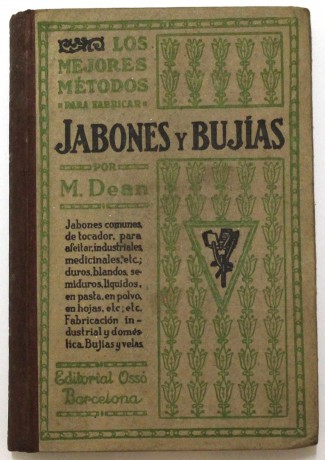 LOS
MEJORES
MÉTODOS
PARA FABRICAR
JABONES Y BUJÍAS
POR
M. Dean
Jabones comunes,
de tocador, para
afeitar, industriales,
medicinales, etc.;
duros, blandos, se-
miduros, líquidos,
en pasta, en polvo,
en hojas, etc; etc.
Fabricación in-
dustrial y domés-
tica. Bujías y velas.
Editorial Ossó
Barcelona